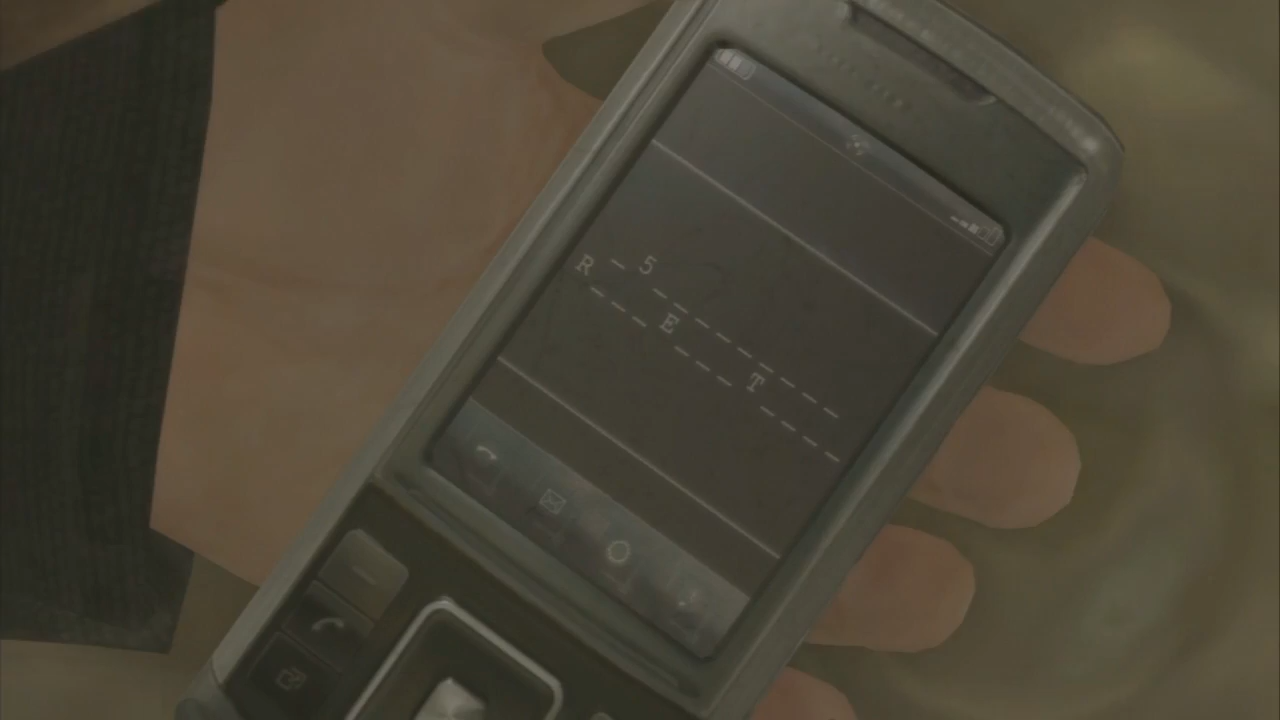 _ 5 _ _ _ _ _ _ _ _ _
R _ _ _ E _ _ _ T _ _ _ _